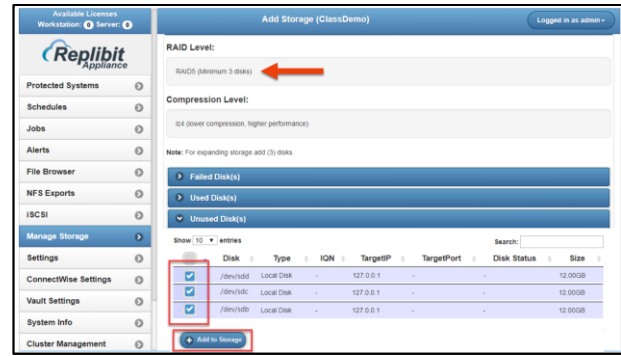 Available Licenses
Workstation: 0 Server: 0
Add Storage (ClassDemo)
Logged in as admin
Replibit
Appliance
RAID Level:
RAID5 (Minimum 3 disks)
Protected Systems
Schedules
Compression Level:
Jobs
lz4 (lower compression, higher performance)
Alerts
Note: For expanding storage add (3) disks.
File Browser
Failed Disk(s)
NFS Exports
Used Disk(s)
iSCSI
Unused Disk(s)
Manage Storage
Show 10 entries
Search:
Settings
Disk Type IQN TargetIP TargetPort Disk Status Size
ConnectWise Settings
/dev/sdd Local Disk - 127.0.0.1 - - 12.00GB
/dev/sdc Local Disk - 127.0.0.1 - - 12.00GB
Vault Settings
/dev/sdb Local Disk - 127.0.0.1 - - 12.00GB
System Info
Add to Storage
Cluster Management